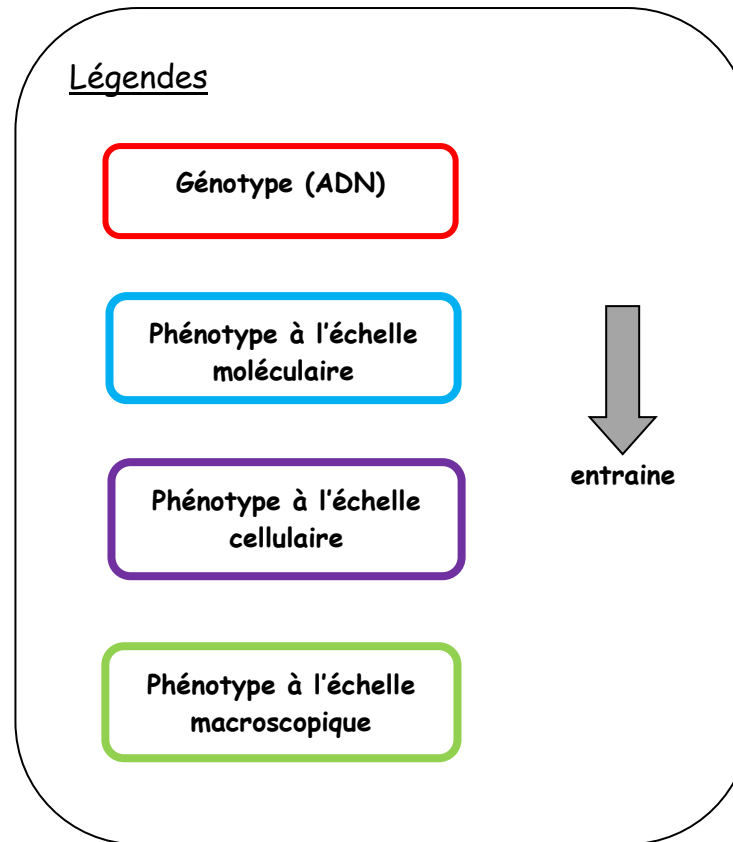 Légendes
Génotype (ADN)
Phénotype à l'échelle
moléculaire
entraine
Phénotype à l'échelle
cellulaire
Phénotype à l'échelle
macroscopique